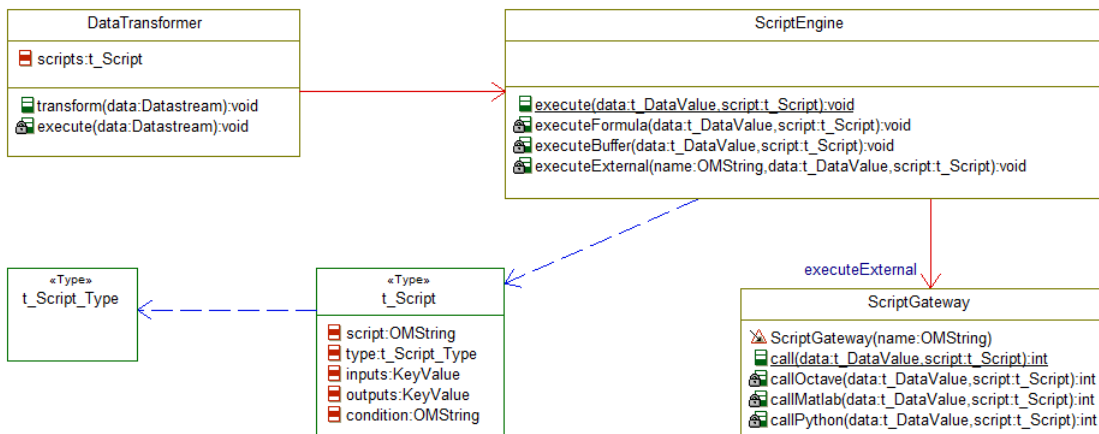 DataTransformer
scripts:t_Script
transform(data:Datastream):void
execute(data:Datastream):void
ScriptEngine
execute(data:t_DataValue,script:t_Script):void
executeFormula(data:t_DataValue,script:t_Script):void
executeBuffer(data:t_DataValue,script:t_Script):void
executeExternal(name:OMString,data:t_DataValue,script:t_Script):void
«Type»
t_Script_Type
«Type»
t_Script
script:OMString
type:t_Script_Type
inputs:KeyValue
outputs:KeyValue
condition:OMString
executeExternal
ScriptGateway
ScriptGateway(name:OMString)
call(data:t_DataValue,script:t_Script):int
callOctave(data:t_DataValue,script:t_Script):int
callMatlab(data:t_DataValue,script:t_Script):int
callPython(data:t_DataValue,script:t_Script):int